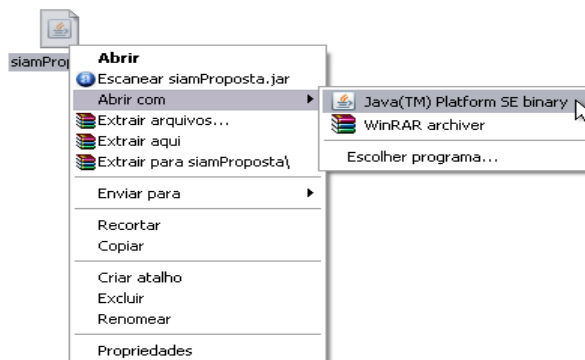 siamProp
Abrir
Escanear siamProposta.jar
Abrir com
Extrair arquivos...
Extrair aqui
Extrair para siamProposta\
Enviar para
Recortar
Copiar
Criar atalho
Excluir
Renomear
Propriedades
Java(TM) Platform SE binary
WinRAR archiver
Escolher programa...